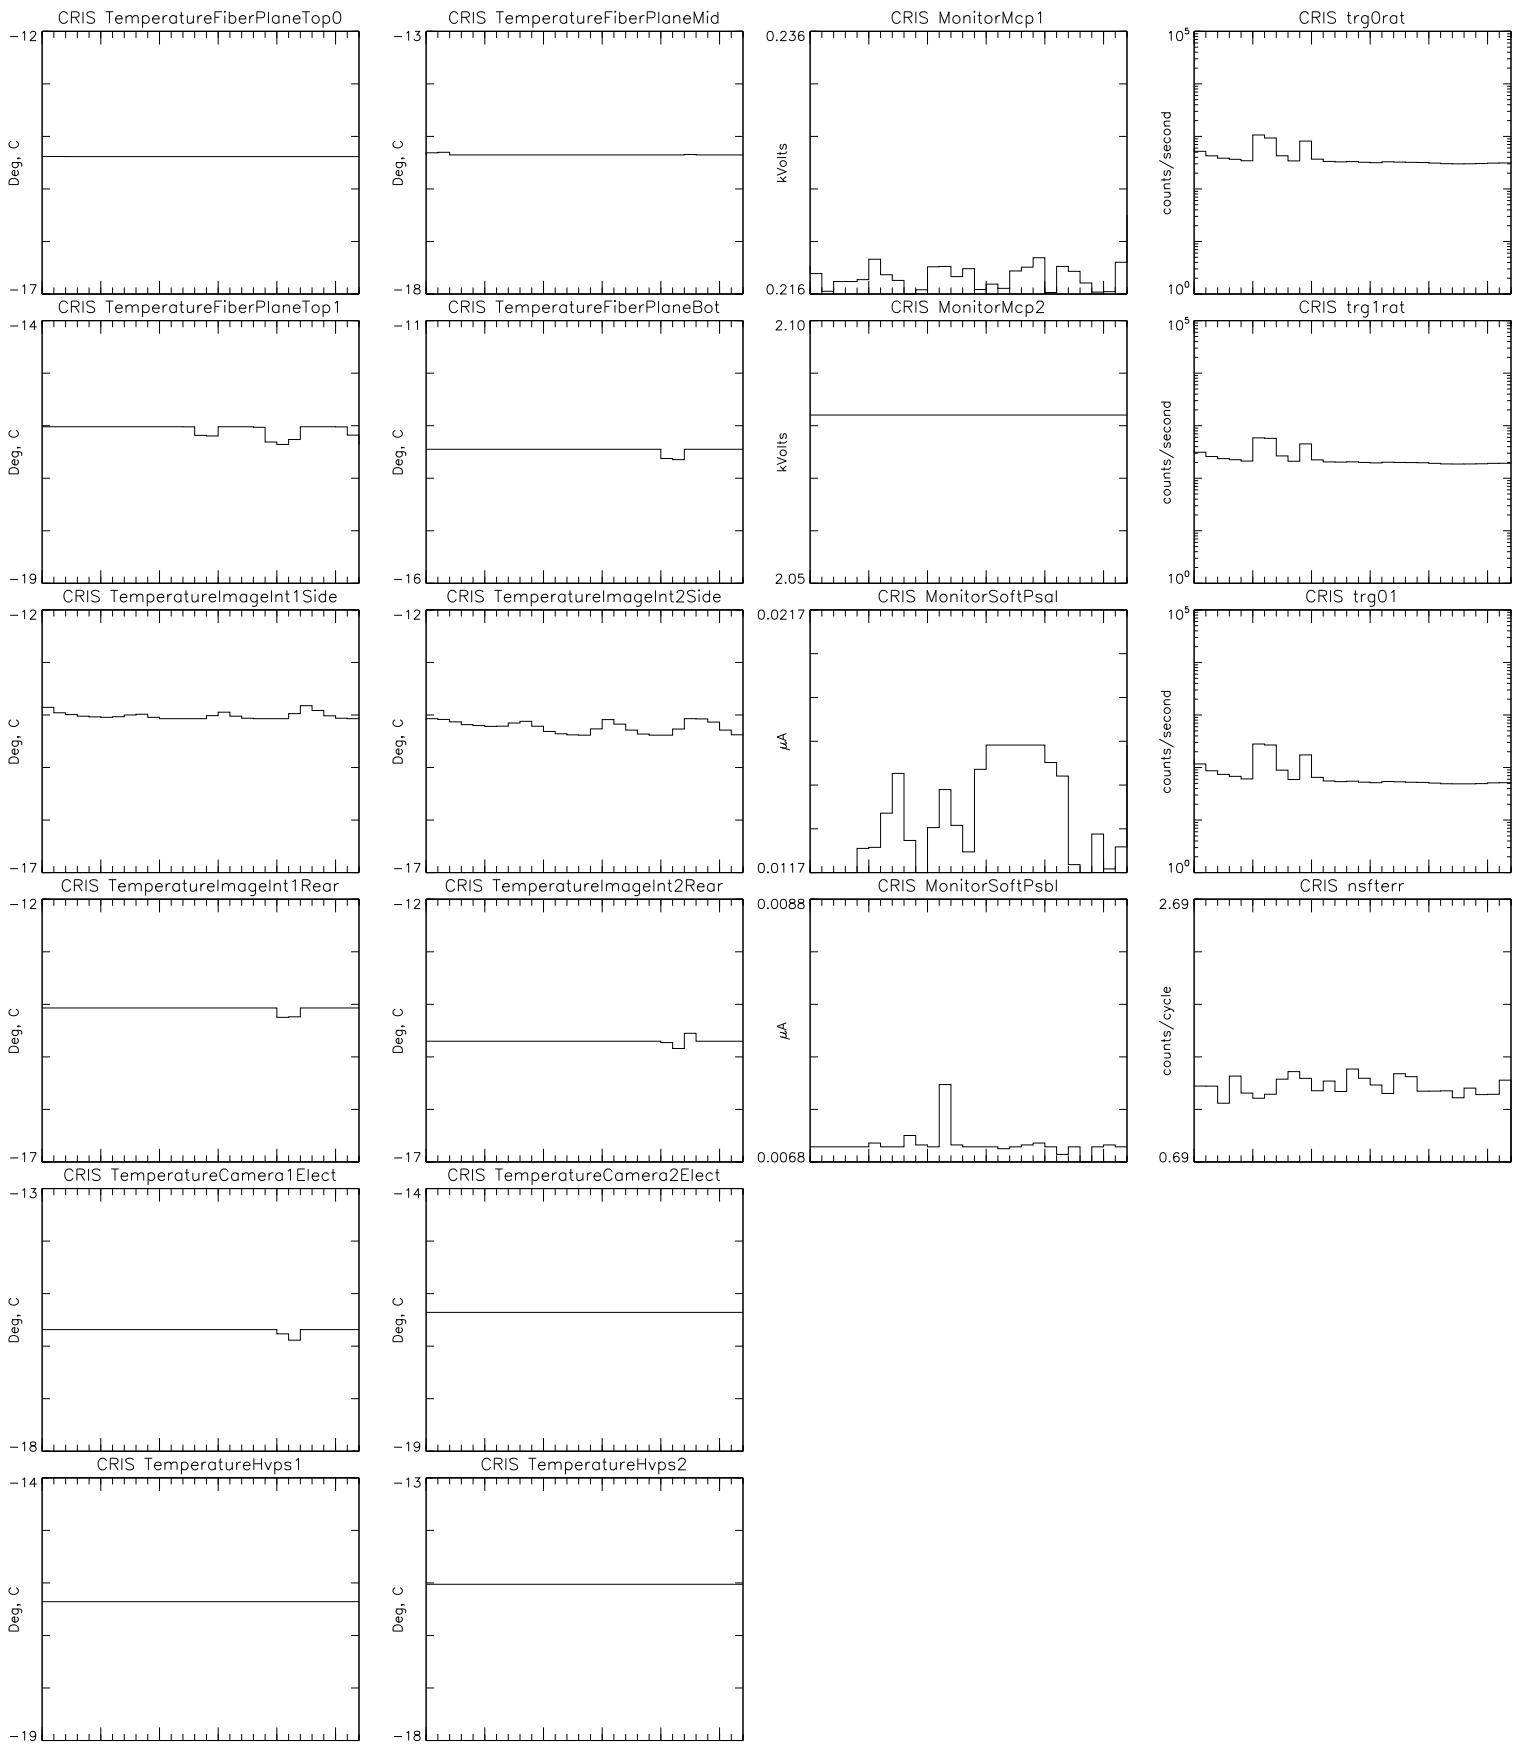 CRIS TemperatureFiberPlaneTop0
-12
Deg, C
-17
CRIS TemperatureFiberPlaneMid
-13
Deg, C
-18
CRIS MonitorMcp1
0.236
kVolts
0.216
CRIS trg0rat
10⁵
counts/second
10⁰
CRIS TemperatureFiberPlaneTop1
-14
Deg, C
-19
CRIS TemperatureFiberPlaneBot
-11
Deg, C
-16
CRIS MonitorMcp2
2.10
kVolts
2.05
CRIS trg1rat
10⁵
counts/second
10⁰
CRIS TemperatureImageInt1Side
-12
Deg, C
-17
CRIS TemperatureImageInt2Side
-12
Deg, C
-17
CRIS MonitorSoftPsaI
0.0217
μA
0.0117
CRIS trg01
10⁵
counts/second
10⁰
CRIS TemperatureImageInt1Rear
-12
Deg, C
-17
CRIS TemperatureImageInt2Rear
-12
Deg, C
-17
CRIS MonitorSoftPsbI
0.0088
μA
0.0068
CRIS nsfterr
2.69
counts/cycle
0.69
CRIS TemperatureCamera1Elect
-13
Deg, C
-18
CRIS TemperatureCamera2Elect
-14
Deg, C
-19
CRIS TemperatureHvps1
-14
Deg, C
-19
CRIS TemperatureHvps2
-13
Deg, C
-18